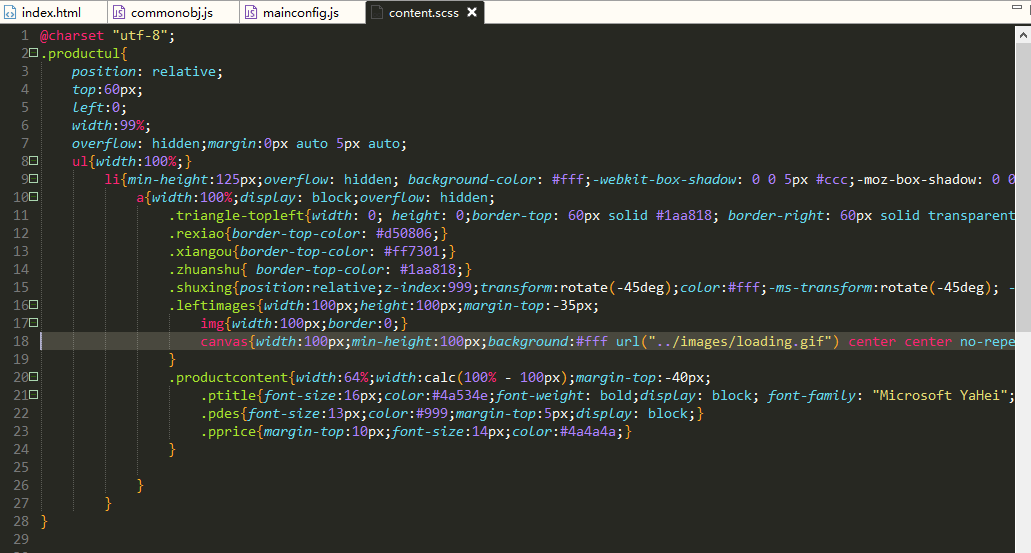 index.html commonobj.js mainconfig.js content.scss
1 @charset "utf-8";
2 .productul{
3 position: relative;
4 top:60px;
5 left:0;
6 width:99%;
7 overflow: hidden;margin:0px auto 5px auto;
8 ul{width:100%;}
9 li{min-height:125px;overflow: hidden; background-color: #fff;-webkit-box-shadow: 0 0 5px #ccc;-moz-box-shadow: 0 0
10 a{width:100%;display: block;overflow: hidden;
11 .triangle-topleft{width: 0; height: 0;border-top: 60px solid #1aa818; border-right: 60px solid transparent
12 .rexiao{border-top-color: #d50806;}
13 .xiangou{border-top-color: #ff7301;}
14 .zhuanshu{ border-top-color: #1aa818;}
15 .shuxing{position:relative;z-index:999;transform:rotate(-45deg);color:#fff;-ms-transform:rotate(-45deg); -
16 .leftimages{width:100px;height:100px;margin-top:-35px;
17 img{width:100px;border:0;}
18 canvas{width:100px;min-height:100px;background:#fff url("../images/loading.gif") center center no-repe
19 }
20 .productcontent{width:64%;width:calc(100% - 100px);margin-top:-40px;
21 .ptitle{font-size:16px;color:#4a534e;font-weight: bold;display: block; font-family: "Microsoft YaHei";
22 .pdes{font-size:13px;color:#999;margin-top:5px;display: block;}
23 .pprice{margin-top:10px;font-size:14px;color:#4a4a4a;}
24 }
25
26 }
27 }
28 }
29